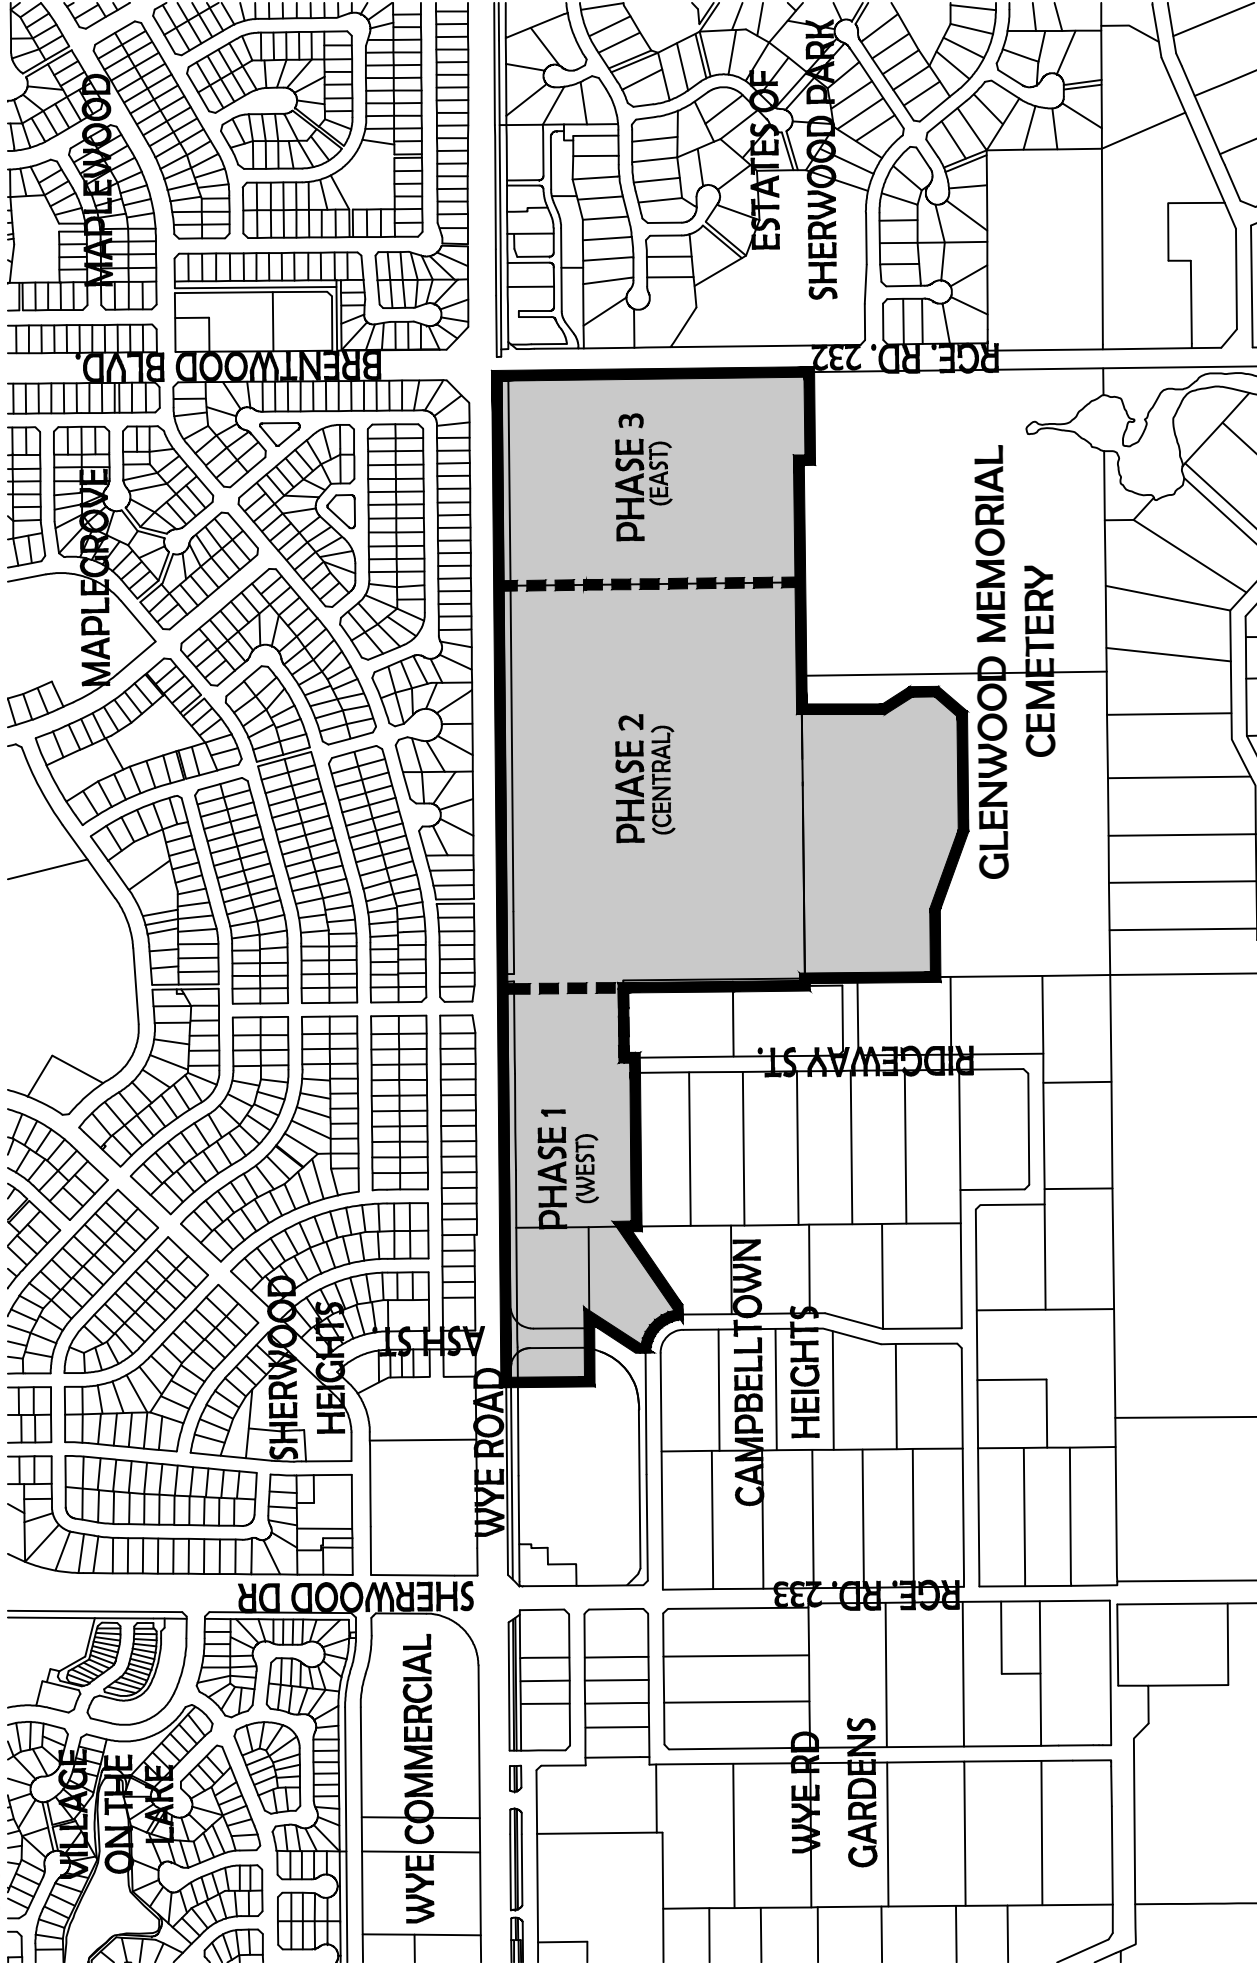 MAPLEWOOD
ESTATES OF
SHERWOOD PARK
BRENTWOOD BLVD.
RGE. RD. 232
MAPLEGROVE
PHASE 3
(EAST)
PHASE 2
(CENTRAL)
GLENWOOD MEMORIAL
CEMETERY
PHASE 1
(WEST)
RIDGEWAY ST.
SHERWOOD
HEIGHTS
ASH ST.
WYE ROAD
CAMPBELLTOWN
HEIGHTS
SHERWOOD DR
RGE. RD. 233
VILLAGE
ON THE
LAKE
WYE COMMERCIAL
WYE RD
GARDENS